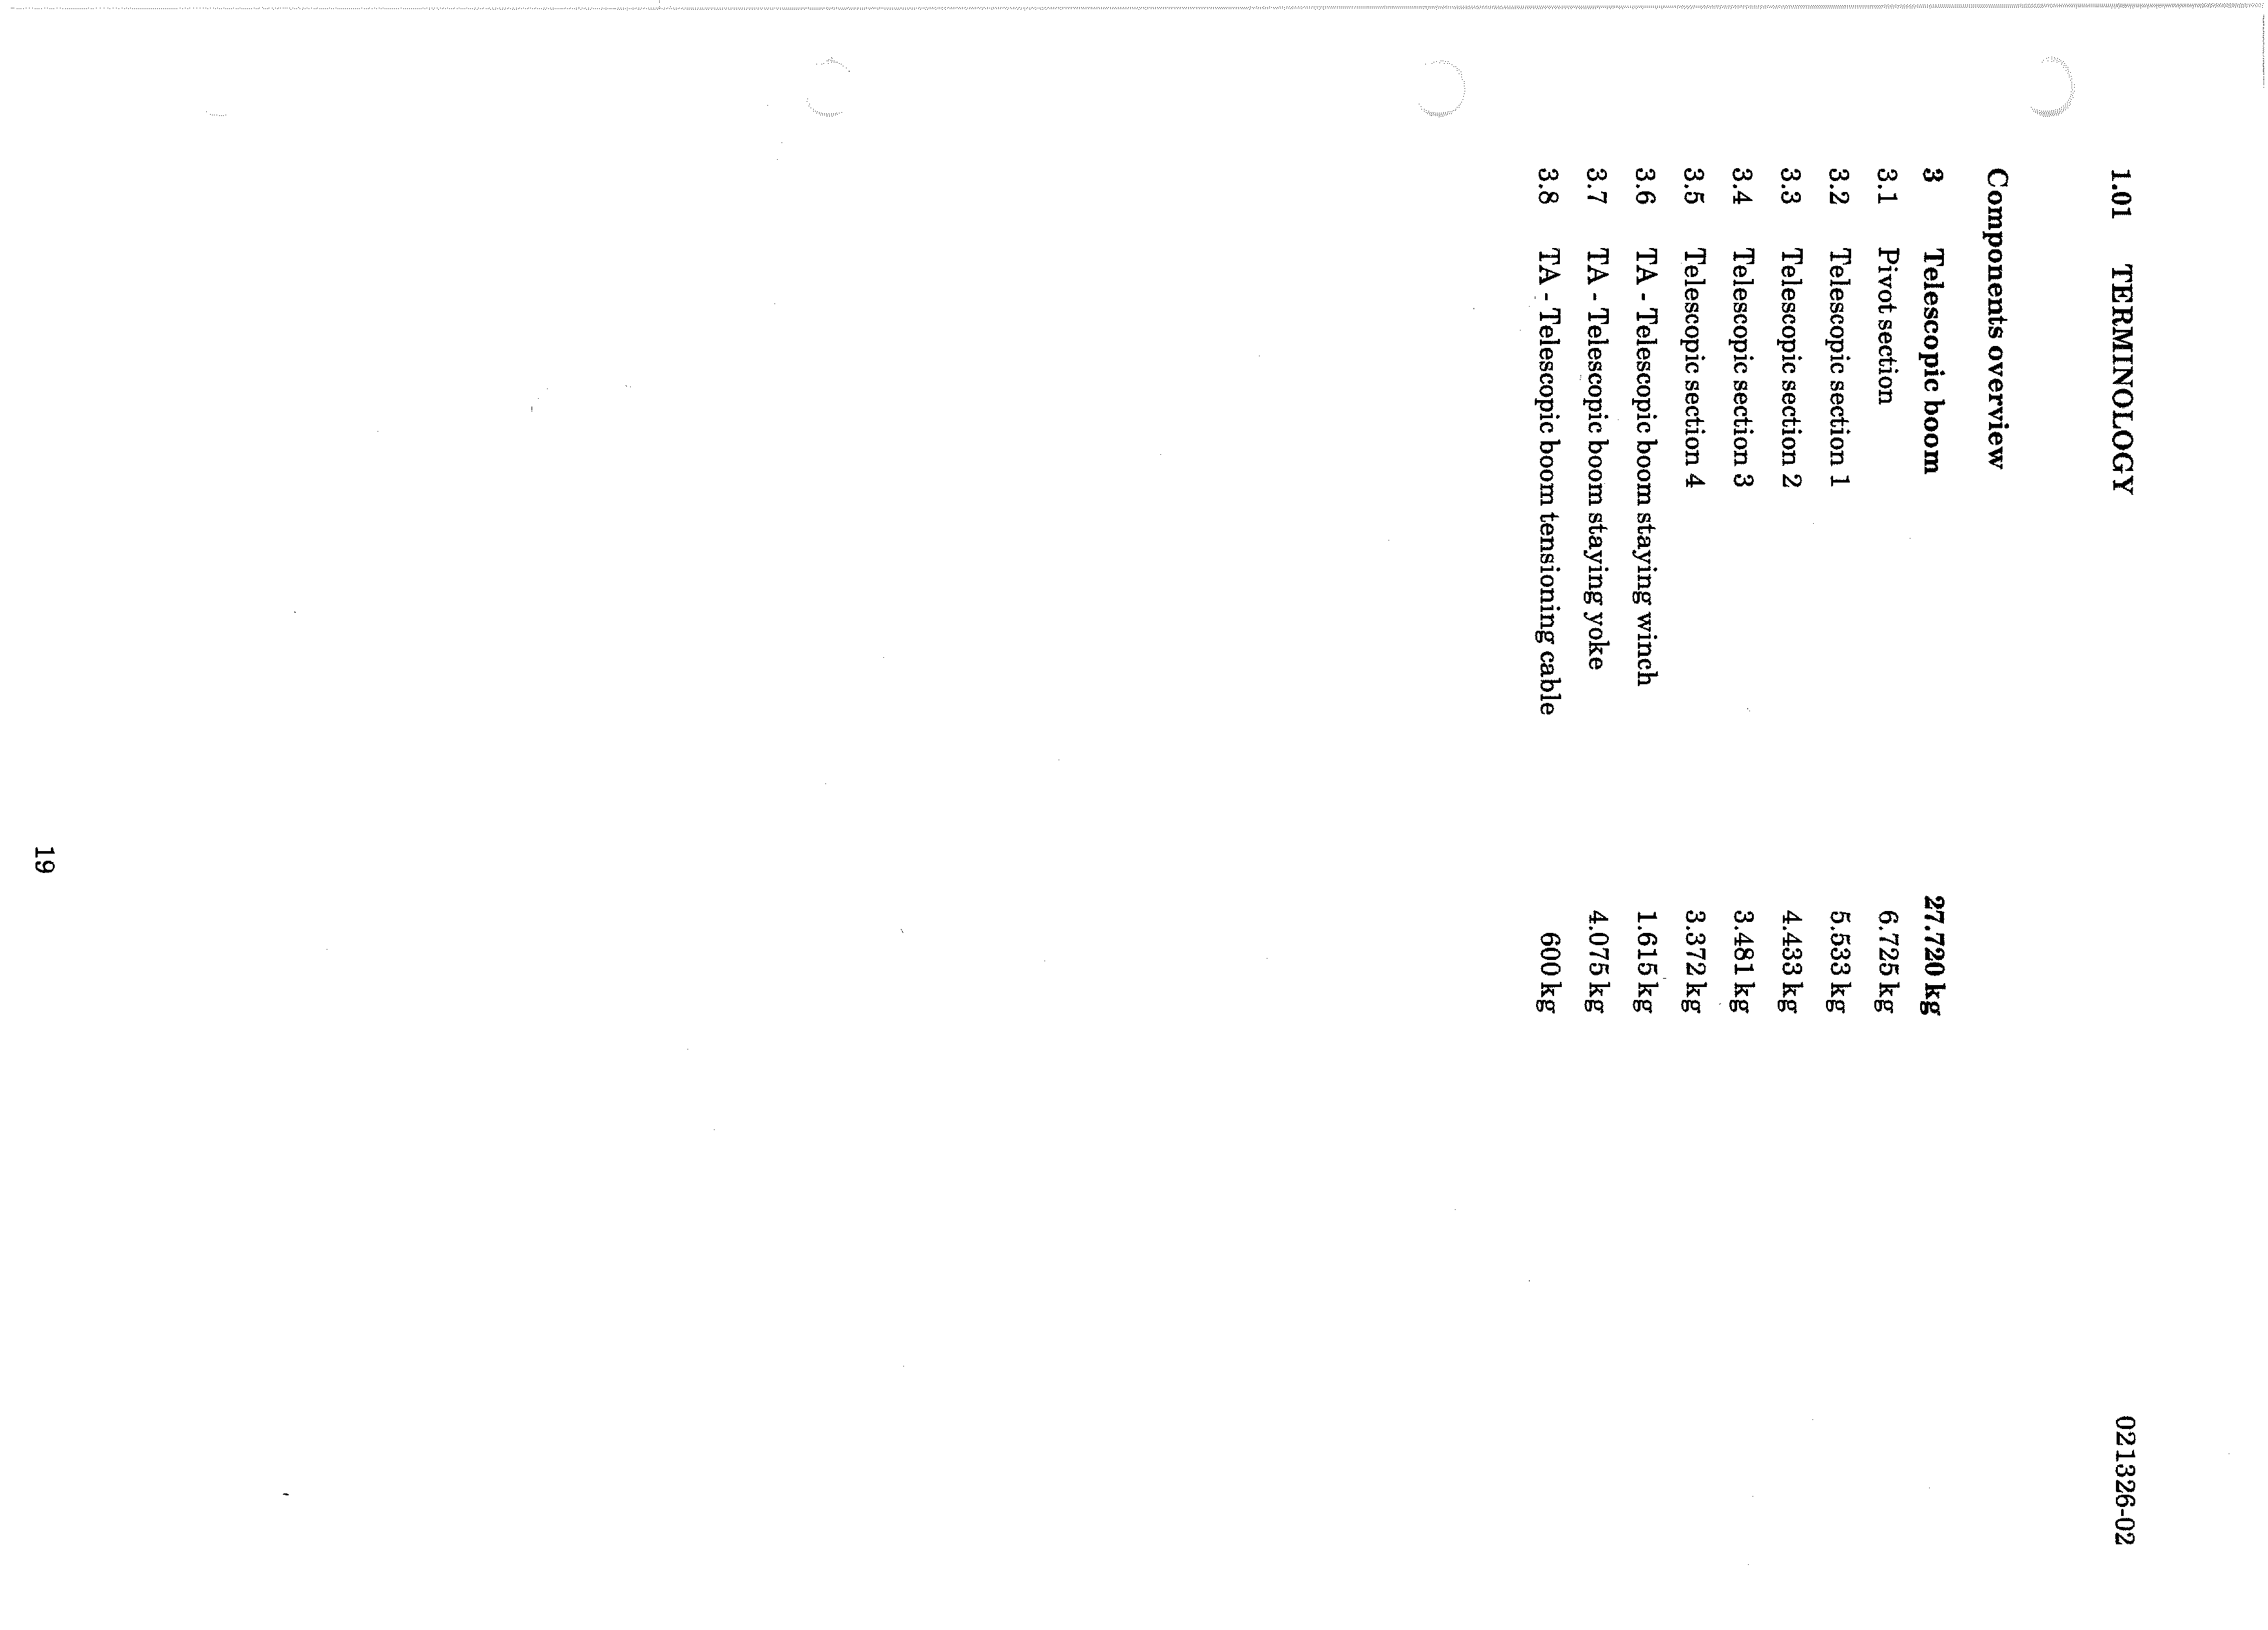 1.01 TERMINOLOGY 021326-02
Components overview
3 Telescopic boom 27.720 kg
3.1 Pivot section 6.725 kg
3.2 Telescopic section 1 5.533 kg
3.3 Telescopic section 2 4.433 kg
3.4 Telescopic section 3 3.481 kg
3.5 Telescopic section 4 3.372 kg
3.6 TA - Telescopic boom staying winch 1.615 kg
3.7 TA - Telescopic boom staying yoke 4.075 kg
3.8 TA - Telescopic boom tensioning cable 600 kg
19